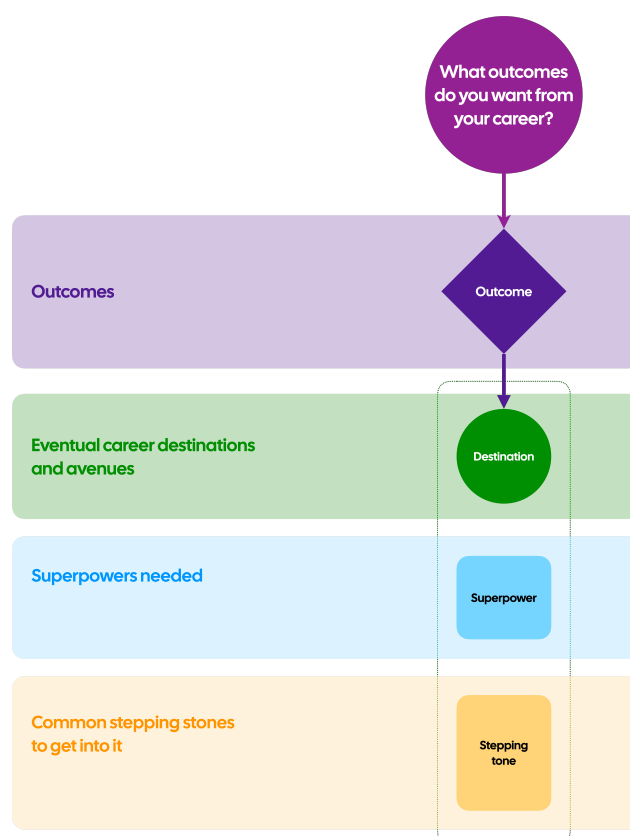 What outcomes
do you want from
your career?
Outcomes
Outcome
Eventual career destinations
and avenues
Destination
Superpowers needed
Superpower
Common stepping stones
to get into it
Stepping
tone